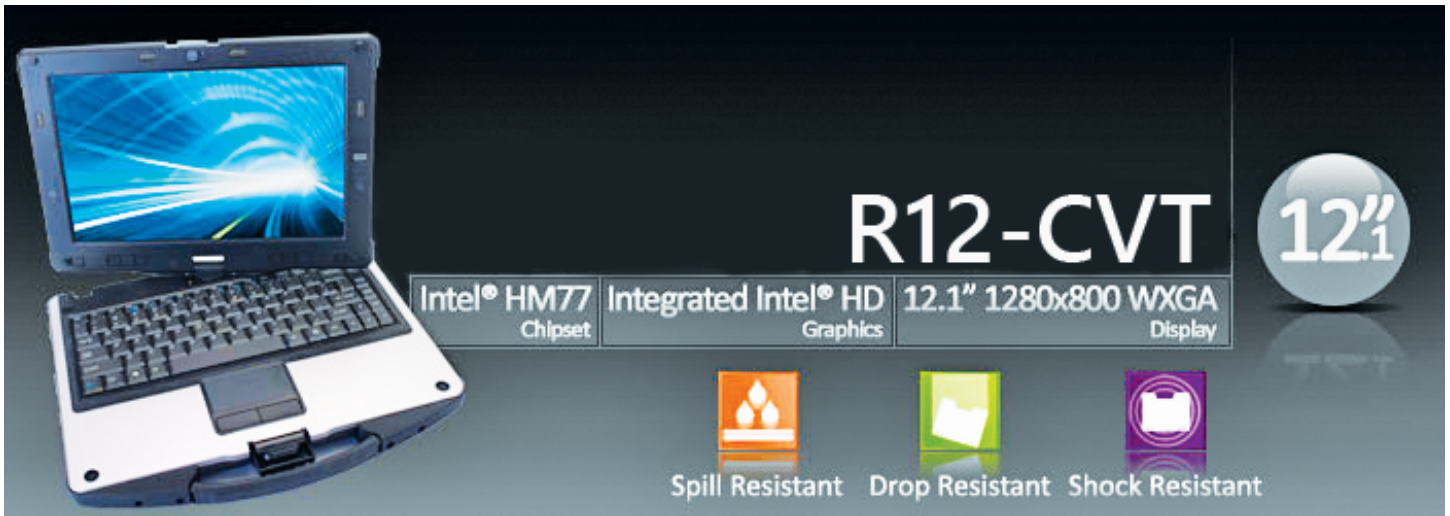 R12-CVT
12.1”
Intel® HM77
Chipset
Integrated Intel® HD
Graphics
12.1” 1280x800 WXGA
Display
Spill Resistant
Drop Resistant
Shock Resistant